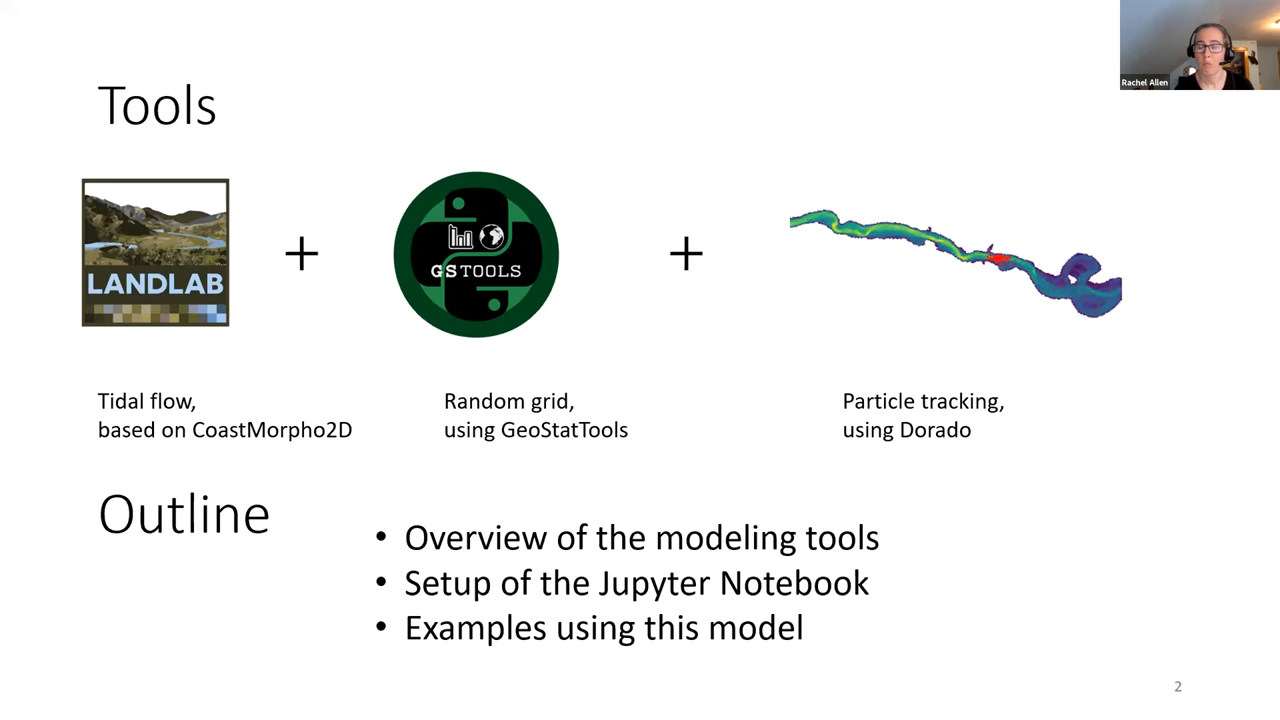 Rachel Allen
Tools
LANDLAB
+
GSTOOLS
+
Tidal flow,
based on CoastMorpho2D
Random grid,
using GeoStatTools
Particle tracking,
using Dorado
Outline
• Overview of the modeling tools
• Setup of the Jupyter Notebook
• Examples using this model
2